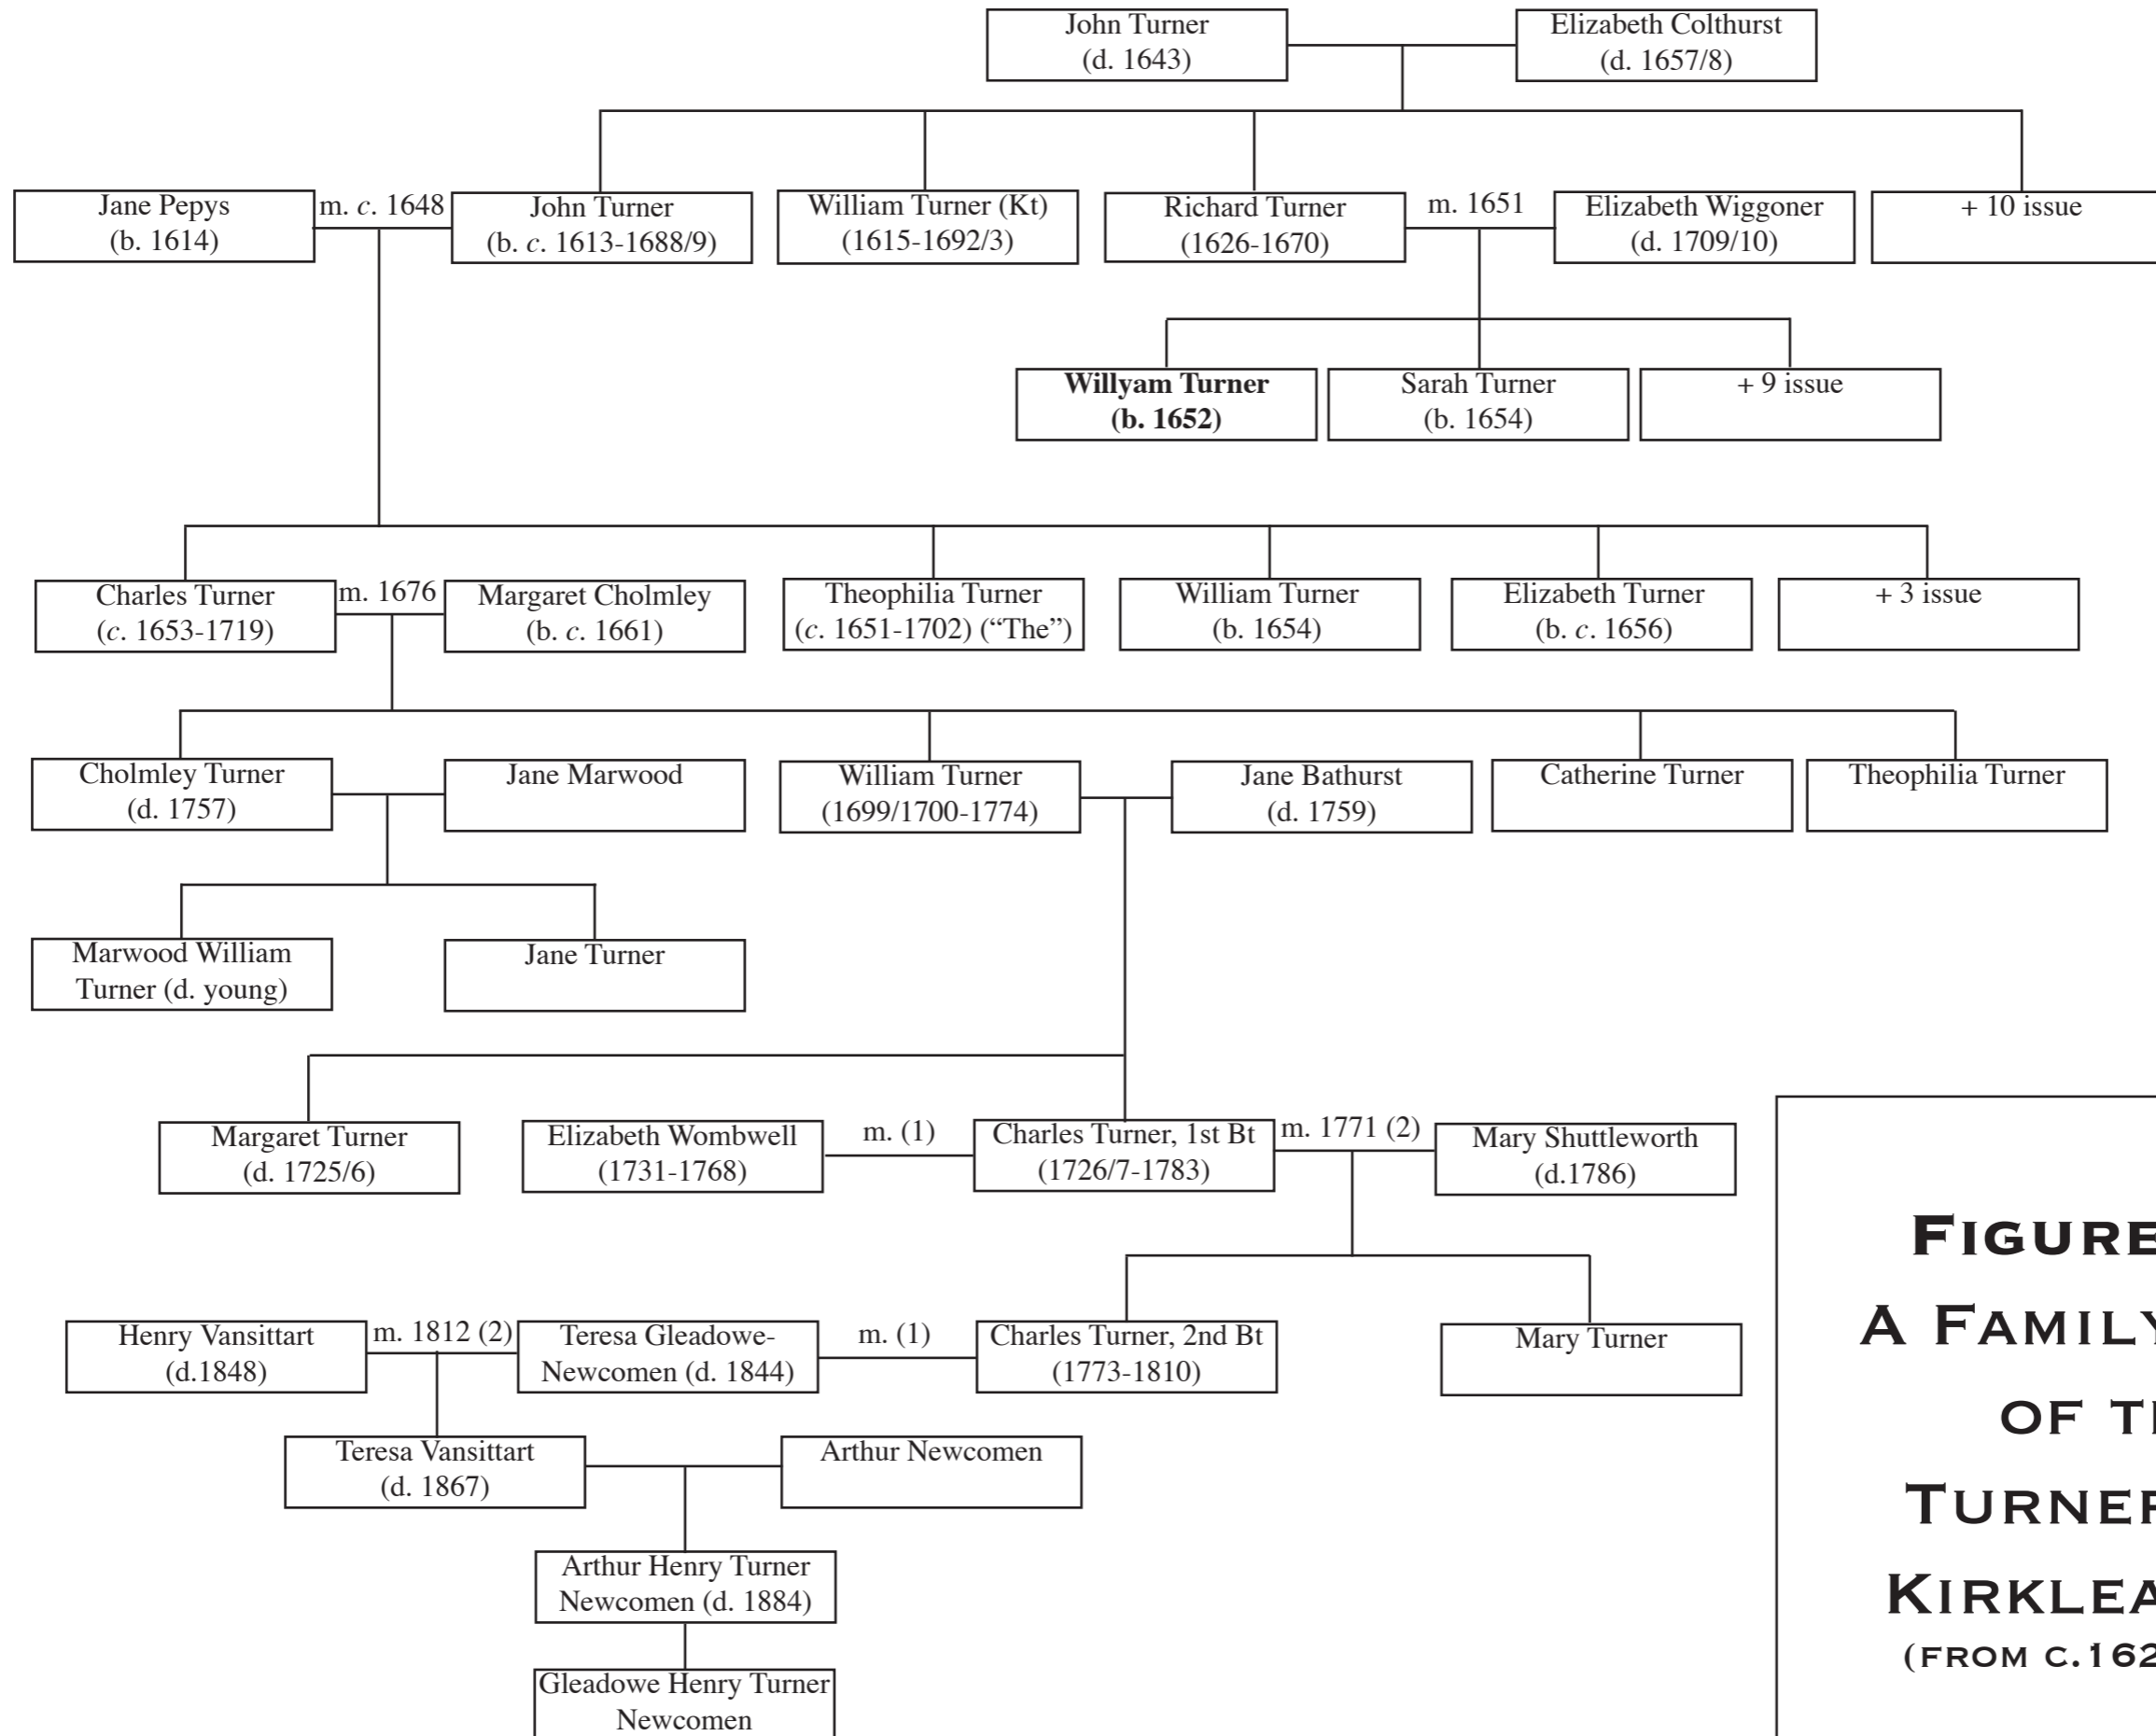 John Turner
(d. 1643)
Elizabeth Colthurst
(d. 1657/8)
Jane Pepys
(b. 1614)
m. c. 1648
John Turner
(b. c. 1613-1688/9)
William Turner (Kt)
(1615-1692/3)
Richard Turner
(1626-1670)
m. 1651
Elizabeth Wiggoner
(d. 1709/10)
+ 10 issue
Willyam Turner
(b. 1652)
Sarah Turner
(b. 1654)
+ 9 issue
Charles Turner
(c. 1653-1719)
m. 1676
Margaret Cholmley
(b. c. 1661)
Theophilia Turner
(c. 1651-1702) (“The”)
William Turner
(b. 1654)
Elizabeth Turner
(b. c. 1656)
+ 3 issue
Cholmley Turner
(d. 1757)
Jane Marwood
William Turner
(1699/1700-1774)
Jane Bathurst
(d. 1759)
Catherine Turner
Theophilia Turner
Marwood William
Turner (d. young)
Jane Turner
Margaret Turner
(d. 1725/6)
Elizabeth Wombwell
(1731-1768)
m. (1)
Charles Turner, 1st Bt
(1726/7-1783)
m. 1771 (2)
Mary Shuttleworth
(d.1786)
Henry Vansittart
(d.1848)
m. 1812 (2)
Teresa Gleadowe-
Newcomen (d. 1844)
m. (1)
Charles Turner, 2nd Bt
(1773-1810)
Mary Turner
Teresa Vansittart
(d. 1867)
Arthur Newcomen
Arthur Henry Turner
Newcomen (d. 1884)
Gleadowe Henry Turner
Newcomen
FIGURE
A FAMILY
OF
TURNER
KIRKLEA
(FROM C.162